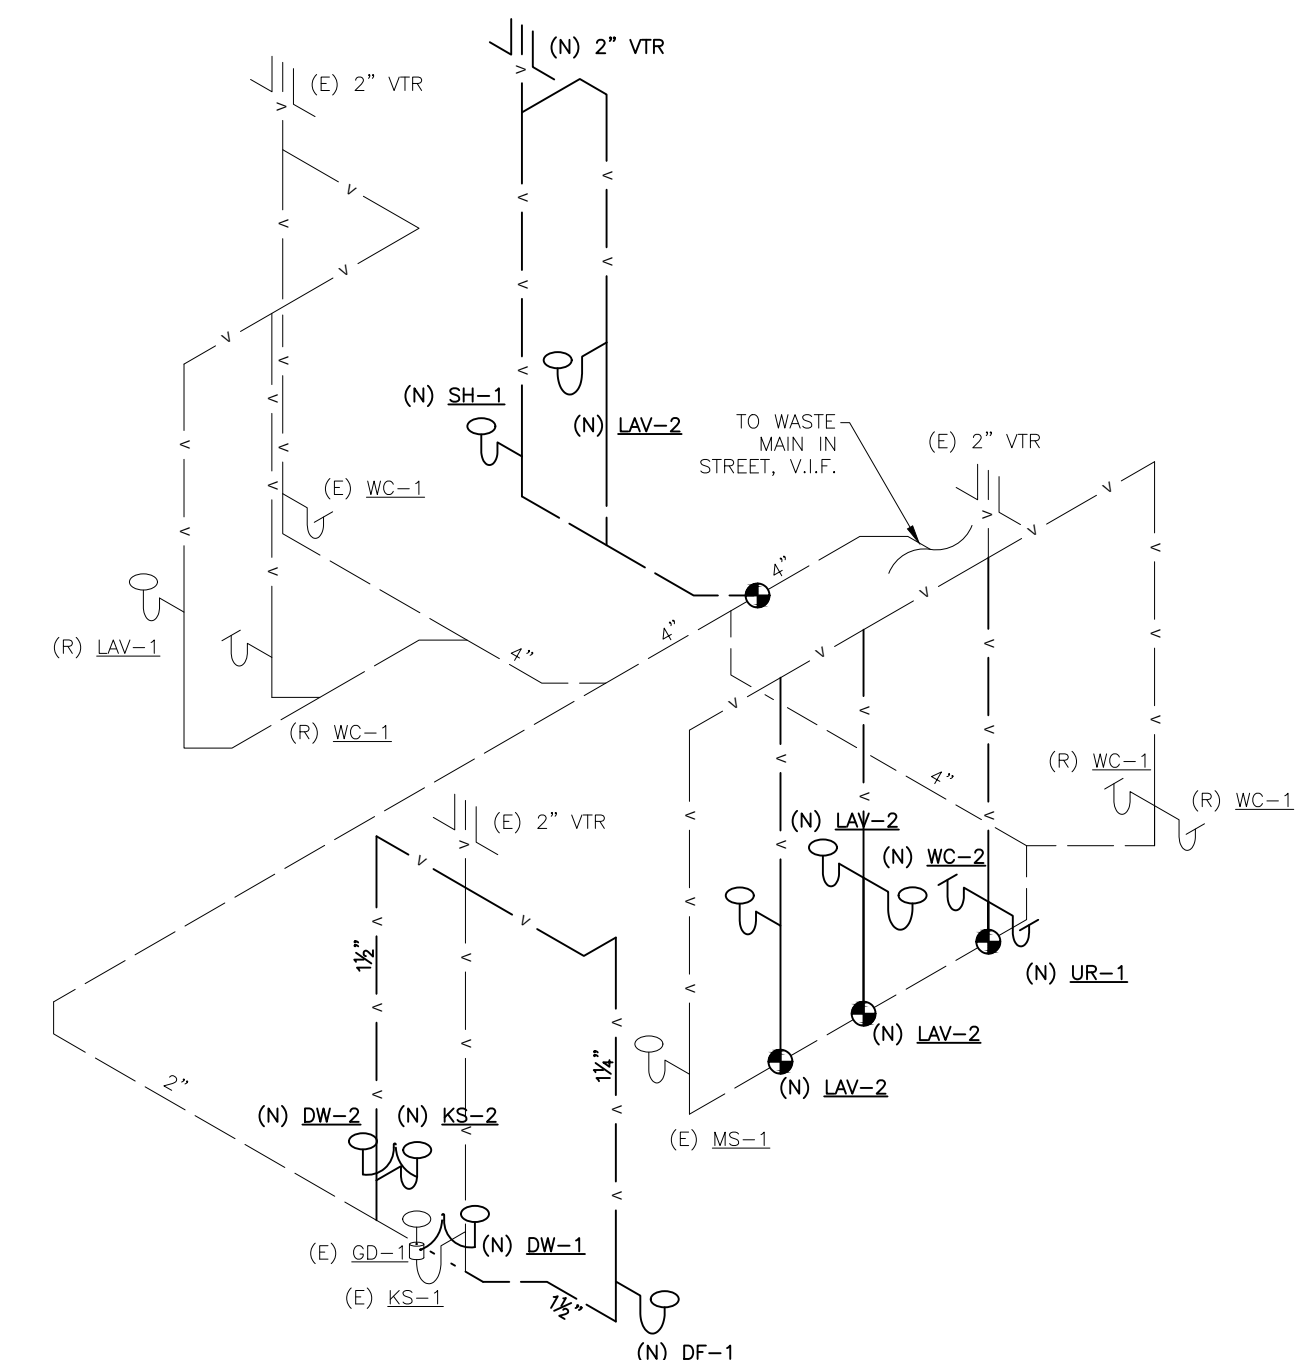 (N) 2” VTR
(E) 2” VTR
(N) SH-1
(N) LAV-2
TO WASTE
MAIN IN
STREET, V.I.F.
(E) 2” VTR
(E) WC-1
4”
4”
4”
(R) LAV-1
(R) WC-1
4”
(R) WC-1
(R) WC-1
(E) 2” VTR
(N) LAV-2
(N) WC-2
1½”
(N) UR-1
(N) LAV-2
1¼”
(N) LAV-2
2”
(N) DW-2
(N) KS-2
(E) MS-1
(E) GD-1
(N) DW-1
(E) KS-1
1½”
(N) DF-1